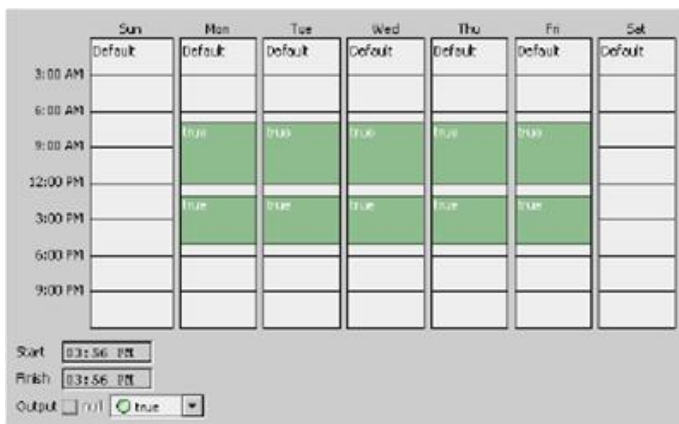 Sun Mon Tue Wed Thu Fri Sat
Default Default Default Default Default Default Default
3:00 AM
6:00 AM
true true true true true
9:00 AM
12:00 PM
true true true true true
3:00 PM
6:00 PM
9:00 PM
Start 03:56 PM
Finish 03:56 PM
Output null true